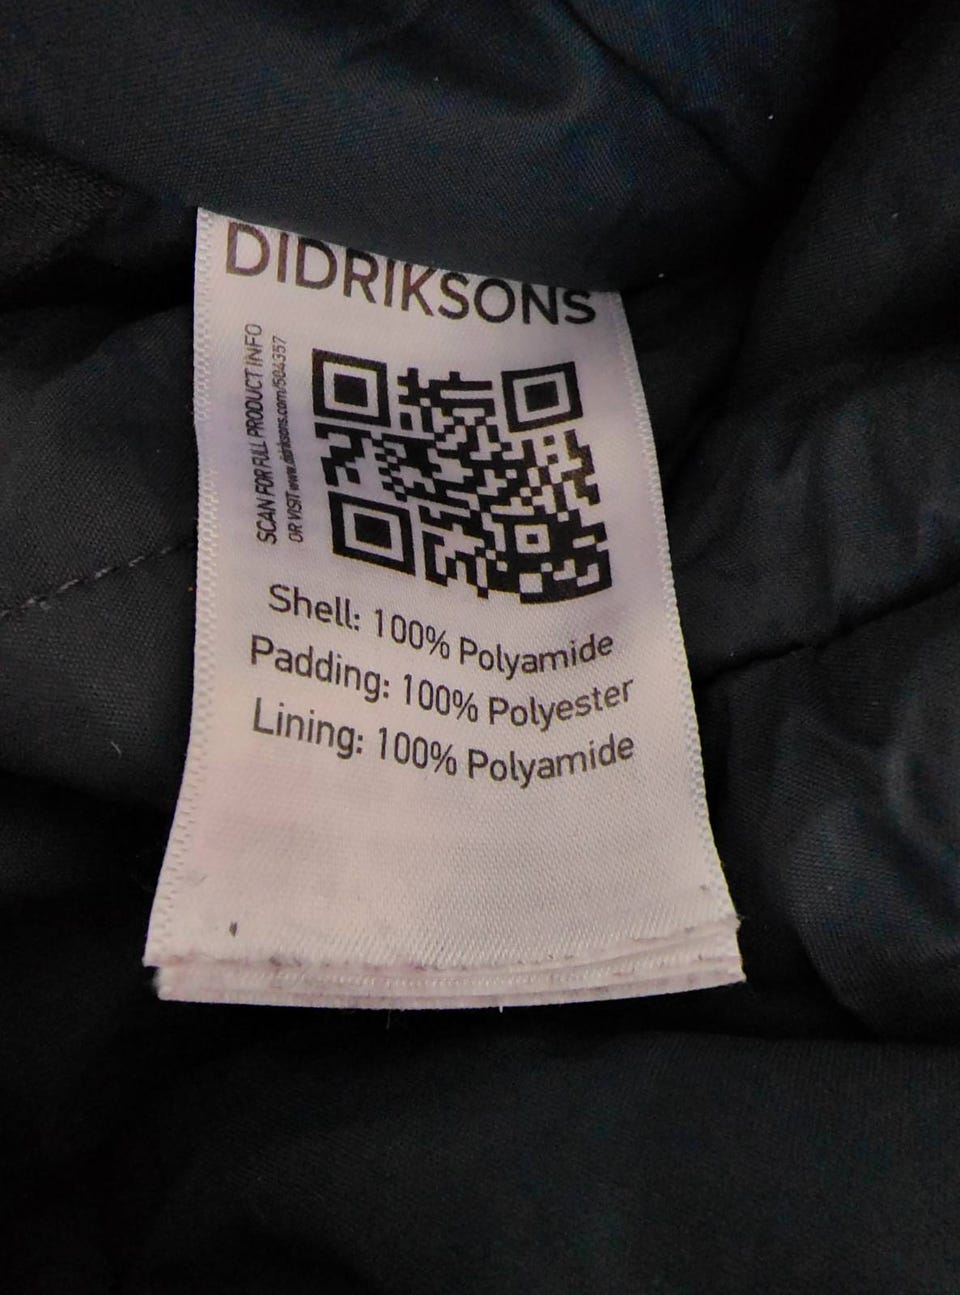 DIDRIKSONS
SCAN FOR FULL PRODUCT INFO
OR VISIT www.didriksons.com/504357
Shell: 100% Polyamide
Padding: 100% Polyester
Lining: 100% Polyamide